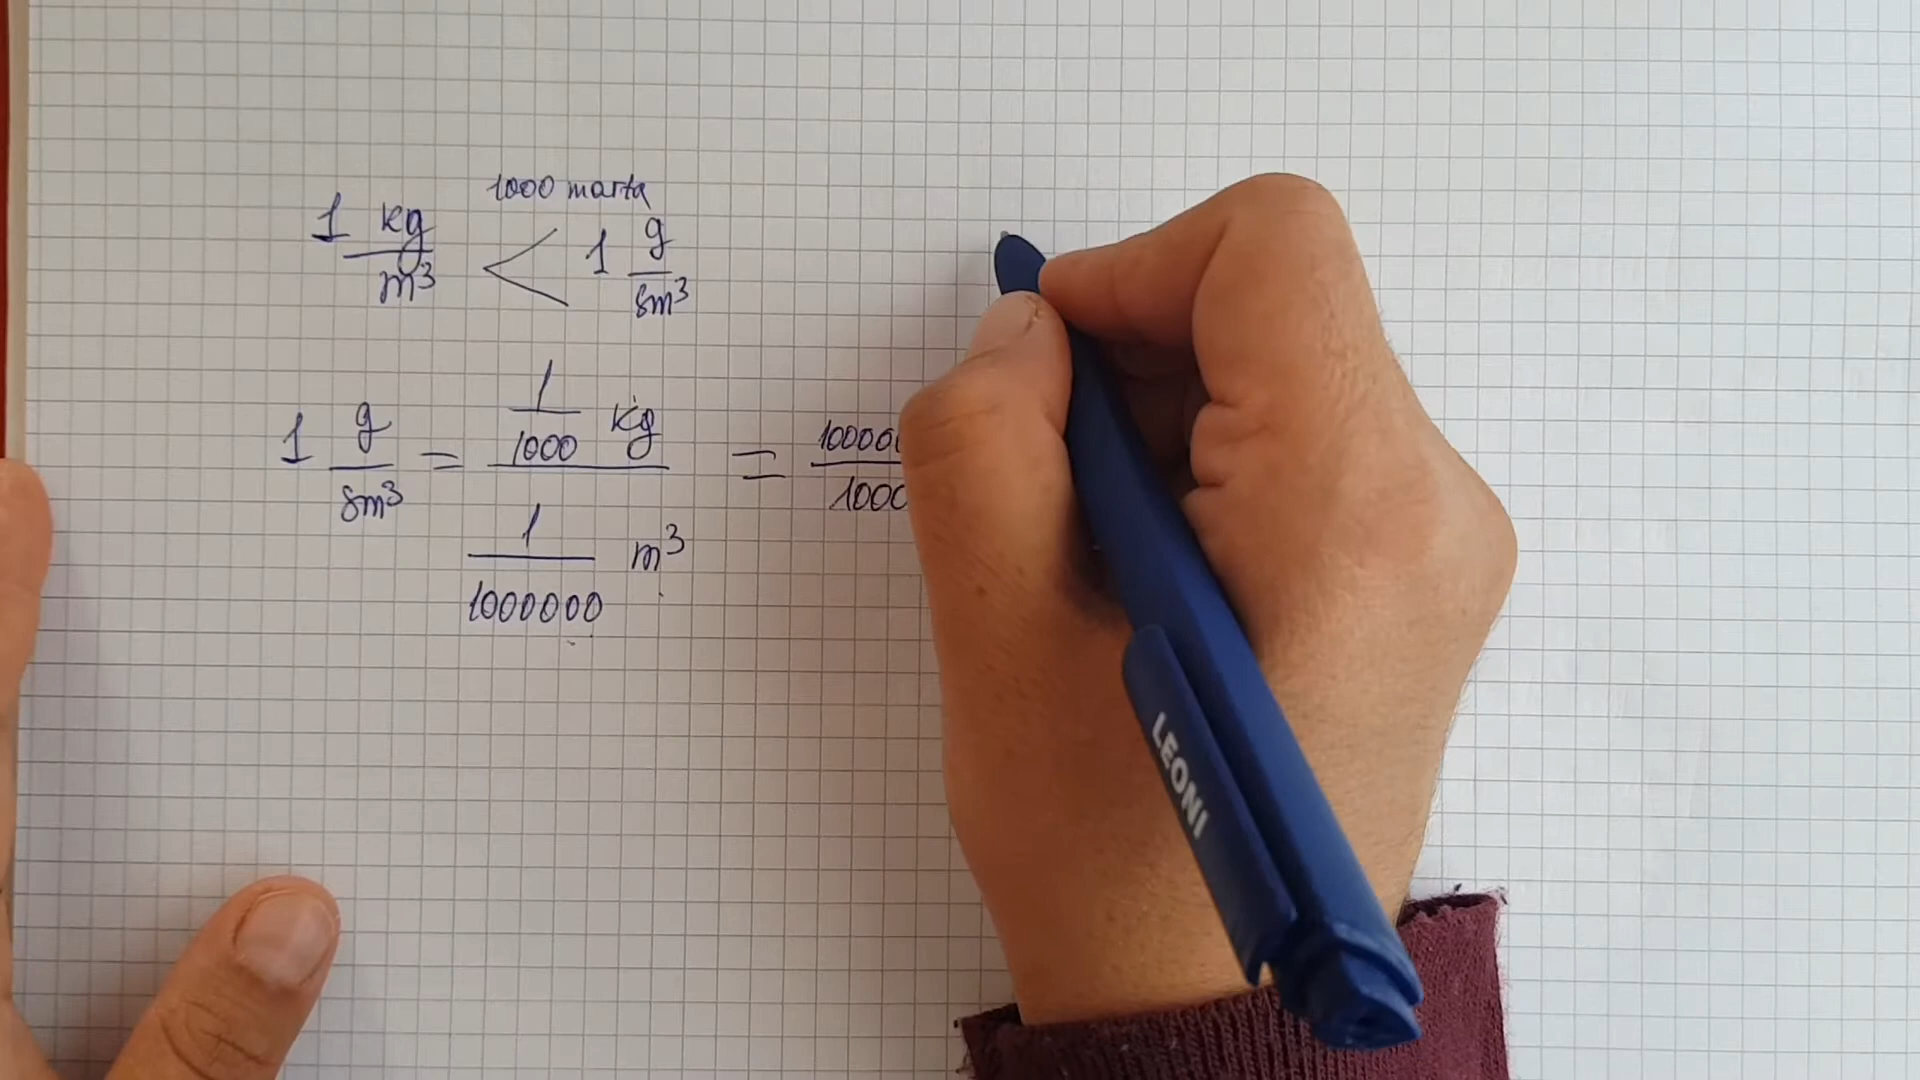 1000 marta
1 kg/m³ < 1 g/sm³
1 g/sm³ = 1/1000 kg / 1/1000000 m³ =
LEONI